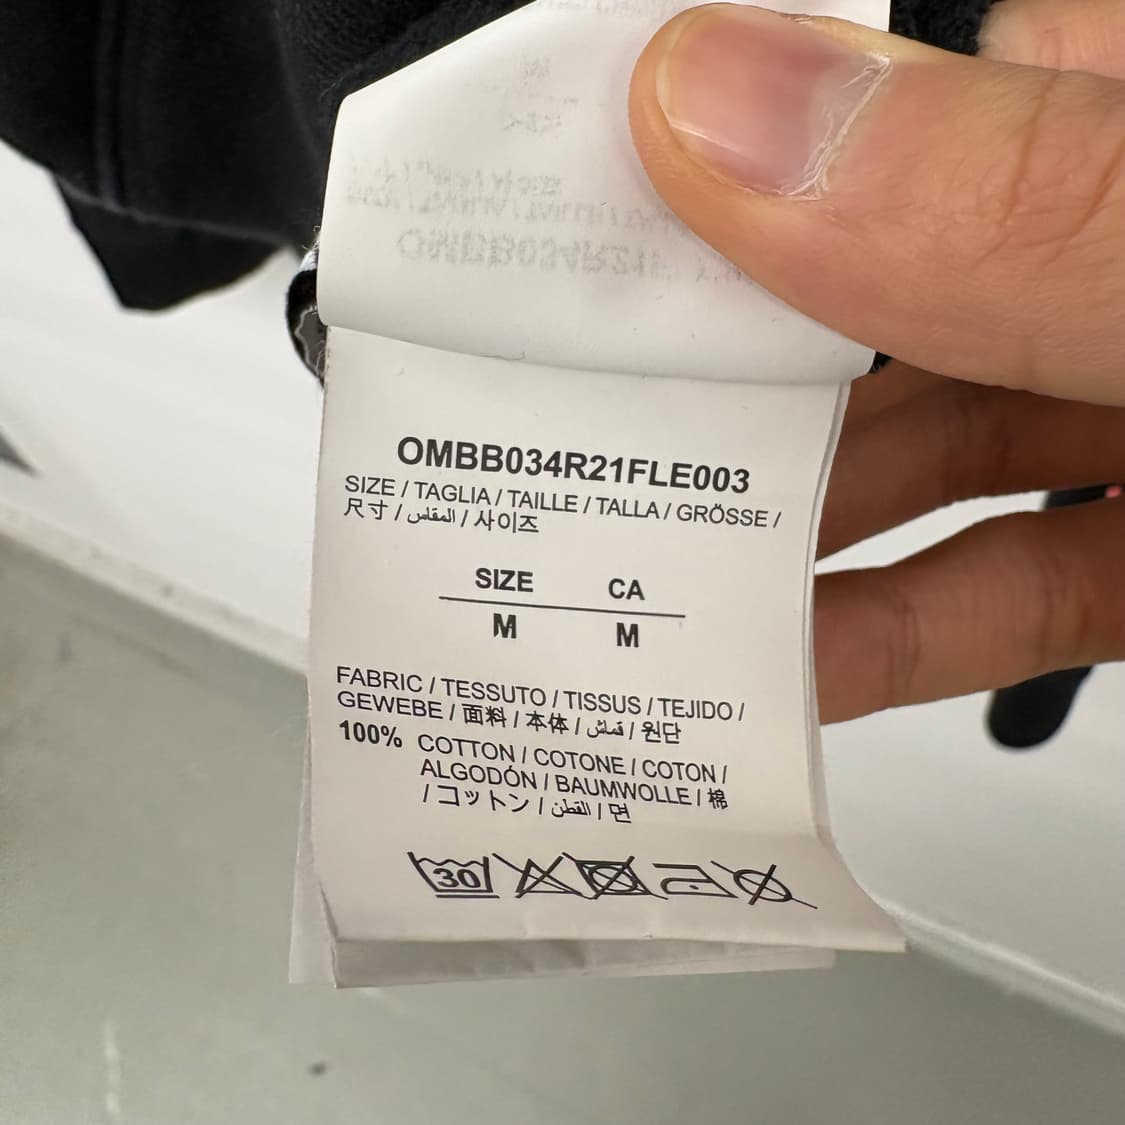 OMBB034R21FLE003
SIZE / TAGLIA / TAILLE / TALLA / GRÖSSE /
尺寸 / المقاس / 사이즈
SIZE CA
M M
FABRIC / TESSUTO / TISSUS / TEJIDO /
GEWEBE / 面料 / 本体 / قماش / 원단
100% COTTON / COTONE / COTON /
ALGODÓN / BAUMWOLLE / 棉
/ コットン / القطن / 면
30